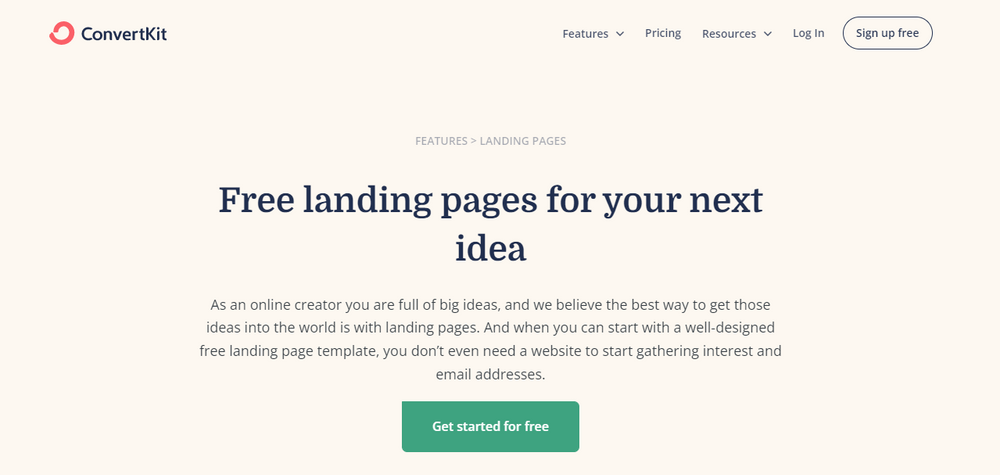 ConvertKit
Features Pricing Resources Log In Sign up free
FEATURES > LANDING PAGES
Free landing pages for your next
idea
As an online creator you are full of big ideas, and we believe the best way to get those
ideas into the world is with landing pages. And when you can start with a well-designed
free landing page template, you don’t even need a website to start gathering interest and
email addresses.
Get started for free